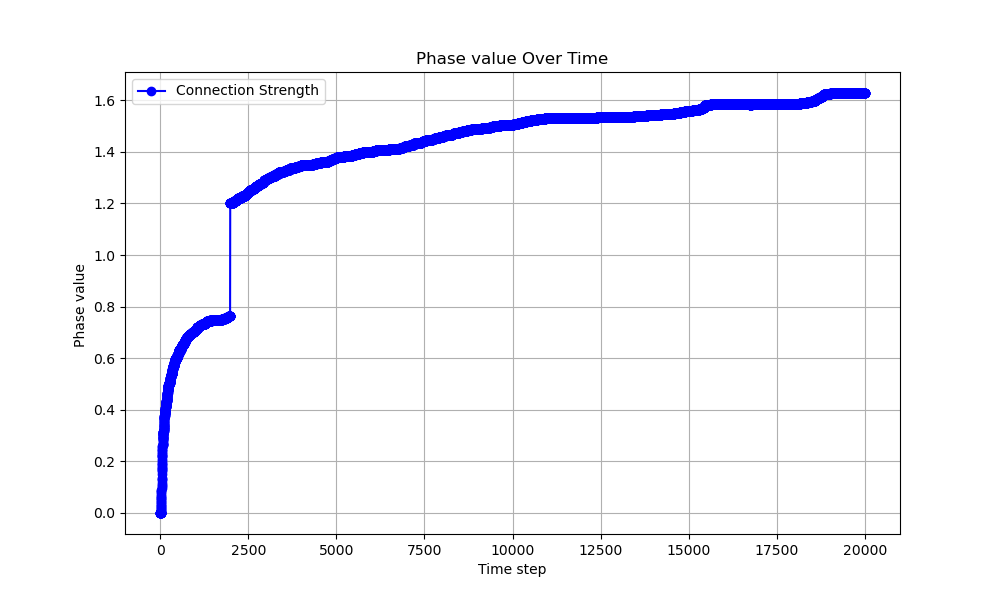 Phase value Over Time
Connection Strength
Phase value
1.6
1.4
1.2
1.0
0.8
0.6
0.4
0.2
0.0
0 2500 5000 7500 10000 12500 15000 17500 20000
Time step